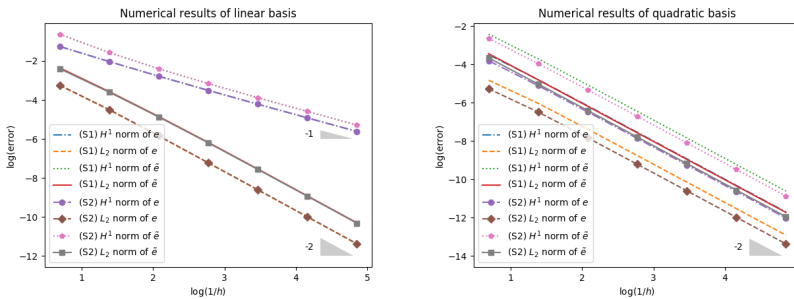 Numerical results of linear basis
log(error)
−2
−4
−6
−8
−10
−12
(S1) H¹ norm of e
(S1) L₂ norm of e
(S1) H¹ norm of ẽ
(S1) L₂ norm of ẽ
(S2) H¹ norm of e
(S2) L₂ norm of e
(S2) H¹ norm of ẽ
(S2) L₂ norm of ẽ
-1
-2
1 2 3 4 5
log(1/h)
Numerical results of quadratic basis
log(error)
−2
−4
−6
−8
−10
−12
−14
(S1) H¹ norm of e
(S1) L₂ norm of e
(S1) H¹ norm of ẽ
(S1) L₂ norm of ẽ
(S2) H¹ norm of e
(S2) L₂ norm of e
(S2) H¹ norm of ẽ
(S2) L₂ norm of ẽ
-2
1 2 3 4
log(1/h)